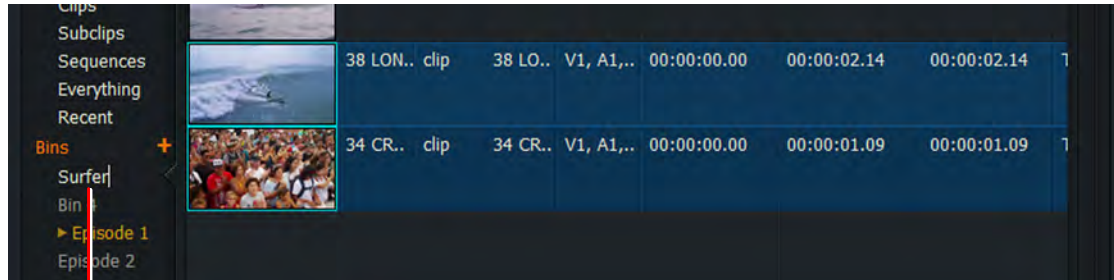 Clips
Subclips
Sequences
Everything
Recent
Bins +
Surfer
Bin 4
Episode 1
Episode 2
38 LON.. clip 38 LO.. V1, A1,.. 00:00:00.00 00:00:02.14 00:00:02.14 T
34 CR.. clip 34 CR.. V1, A1,.. 00:00:00.00 00:00:01.09 00:00:01.09 T